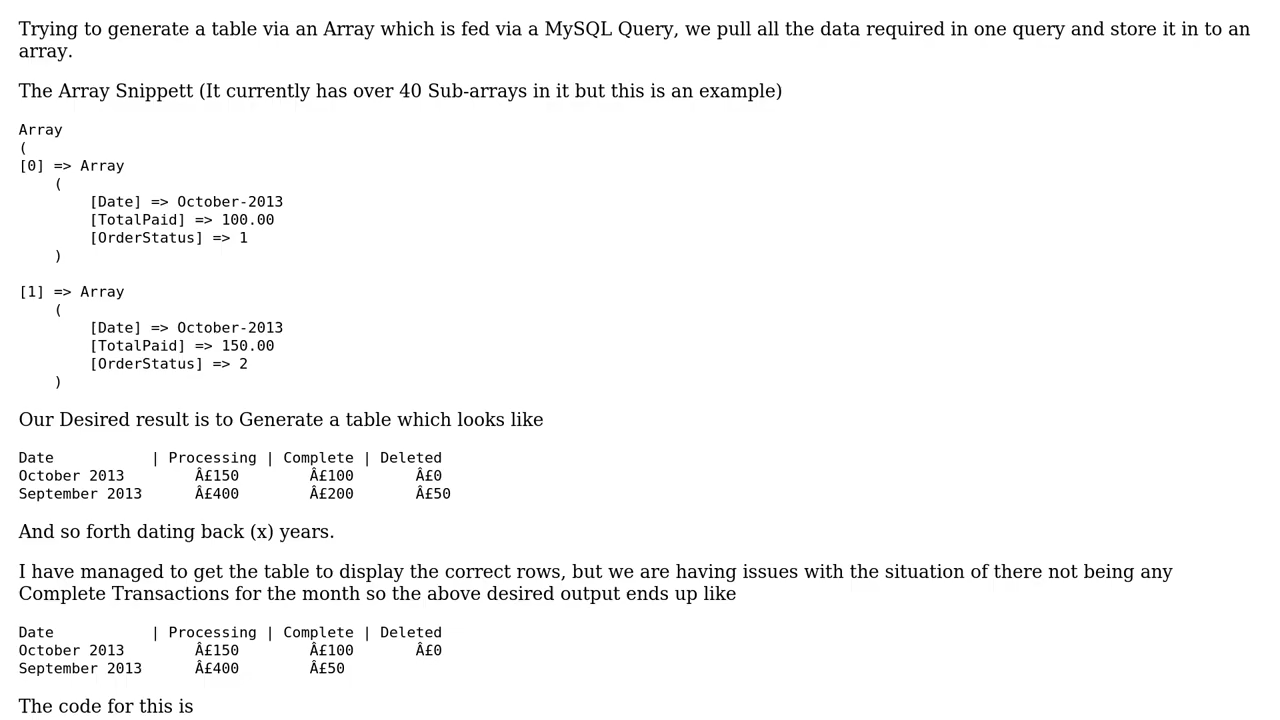 Trying to generate a table via an Array which is fed via a MySQL Query, we pull all the data required in one query and store it in to an
array.
The Array Snippett (It currently has over 40 Sub-arrays in it but this is an example)
Array
(
[0] => Array
    (
        [Date] => October-2013
        [TotalPaid] => 100.00
        [OrderStatus] => 1
    )
[1] => Array
    (
        [Date] => October-2013
        [TotalPaid] => 150.00
        [OrderStatus] => 2
    )
Our Desired result is to Generate a table which looks like
Date           | Processing | Complete | Deleted
October 2013        Â£150        Â£100       Â£0
September 2013      Â£400        Â£200       Â£50
And so forth dating back (x) years.
I have managed to get the table to display the correct rows, but we are having issues with the situation of there not being any
Complete Transactions for the month so the above desired output ends up like
Date           | Processing | Complete | Deleted
October 2013        Â£150        Â£100       Â£0
September 2013      Â£400        Â£50
The code for this is